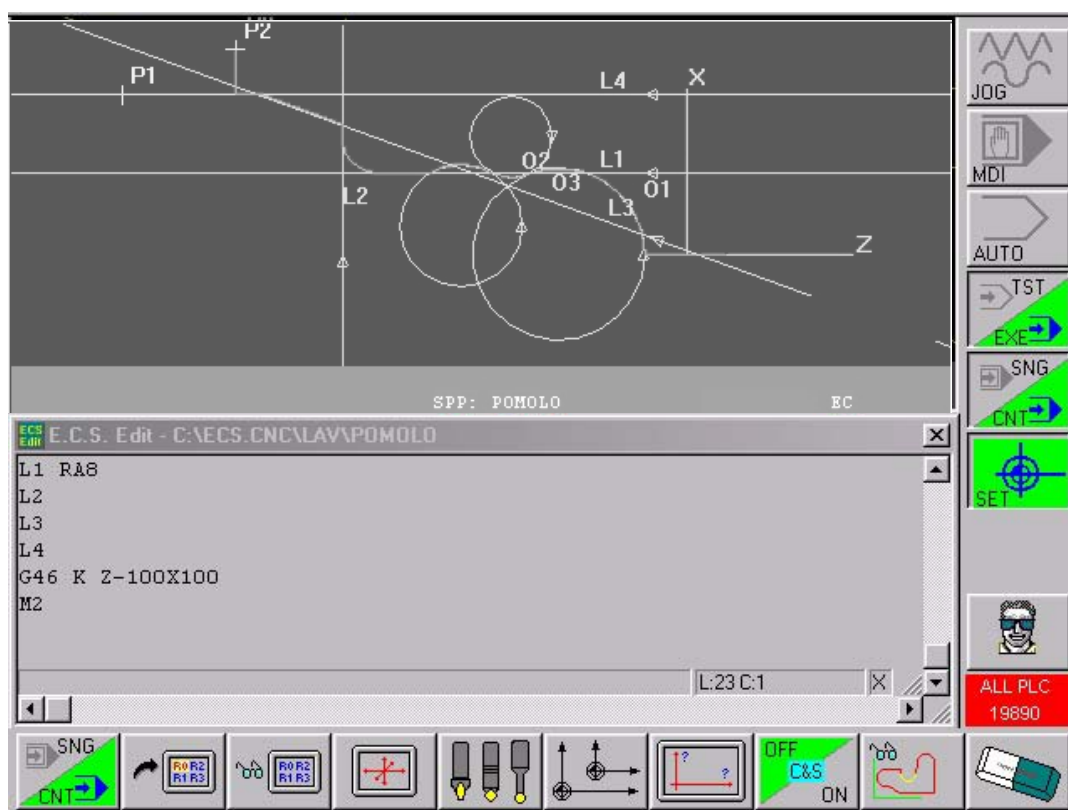 P2
P1
L4
X
O2
L1
O3
O1
L2
L3
Z
SPP: POMOLO
EC
JOG
MDI
AUTO
TST
EXE
SNG
CNT
SET
ALL PLC
19890
ECS
Edit
E.C.S. Edit - C:\ECS.CNC\LAV\POMOLO
L1 RA8
L2
L3
L4
G46 K Z-100X100
M2
L:23 C:1
X
SNG
CNT
R0 R2
R1 R3
R0 R2
R1 R3
?
?
OFF
C&S
ON